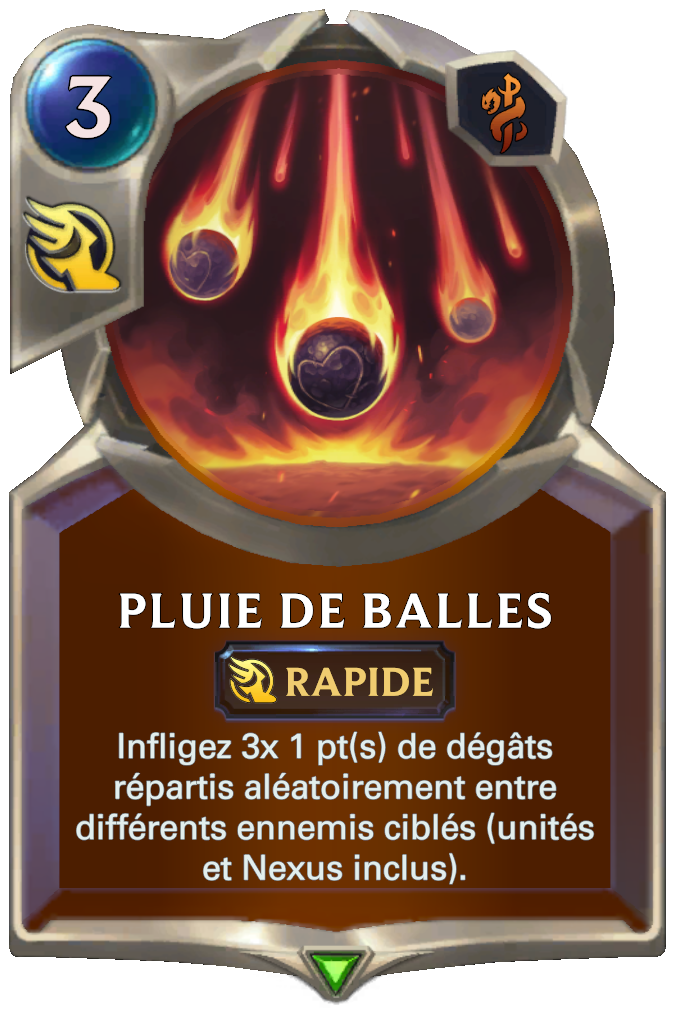 3
PLUIE DE BALLES
RAPIDE
Infligez 3x 1 pt(s) de dégâts
répartis aléatoirement entre
différents ennemis ciblés (unités
et Nexus inclus).